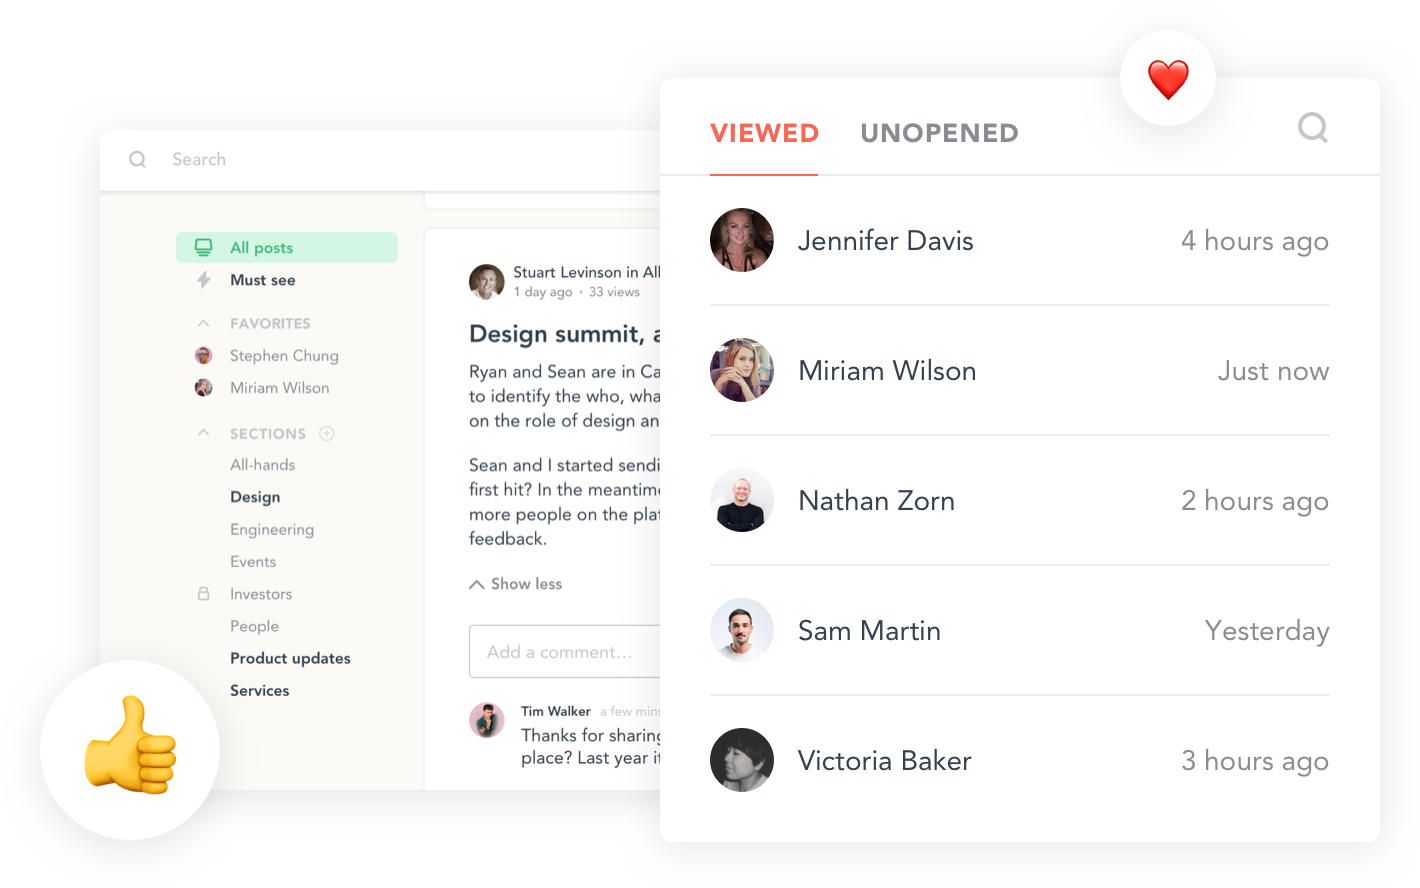 Search
All posts
Must see
FAVORITES
Stephen Chung
Miriam Wilson
SECTIONS
All-hands
Design
Engineering
Events
Investors
People
Product updates
Services
Stuart Levinson in All
1 day ago • 33 views
Design summit, a
Ryan and Sean are in Ca
to identify the who, wha
on the role of design an
Sean and I started sendi
first hit? In the meantime
more people on the plat
feedback.
Show less
Add a comment...
Tim Walker a few mins
Thanks for sharing
place? Last year it
VIEWED UNOPENED
Jennifer Davis 4 hours ago
Miriam Wilson Just now
Nathan Zorn 2 hours ago
Sam Martin Yesterday
Victoria Baker 3 hours ago